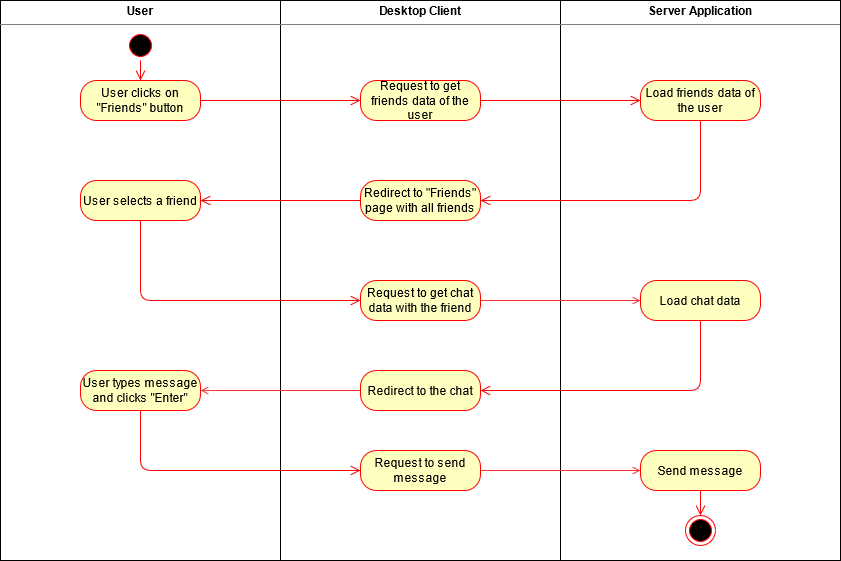 User
Desktop Client
Server Application
User clicks on
"Friends" button
Request to get
friends data of the
user
Load friends data of
the user
User selects a friend
Redirect to "Friends"
page with all friends
Request to get chat
data with the friend
Load chat data
User types message
and clicks "Enter"
Redirect to the chat
Request to send
message
Send message